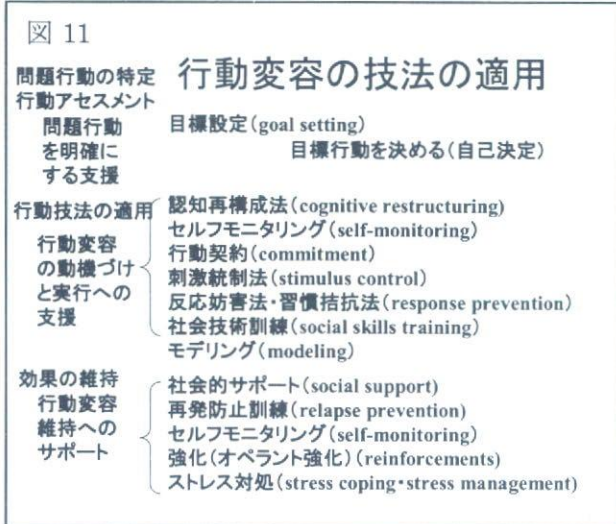 図 11
行動変容の技法の適用
問題行動の特定
行動アセスメント
問題行動
を明確に
する支援
目標設定(goal setting)
目標行動を決める(自己決定)
行動技法の適用
行動変容
の動機づけ
と実行への
支援
認知再構成法(cognitive restructuring)
セルフモニタリング(self-monitoring)
行動契約(commitment)
刺激統制法(stimulus control)
反応妨害法・習慣拮抗法(response prevention)
社会技術訓練(social skills training)
モデリング(modeling)
効果の維持
行動変容
維持への
サポート
社会的サポート(social support)
再発防止訓練(relapse prevention)
セルフモニタリング(self-monitoring)
強化(オペラント強化)(reinforcements)
ストレス対処(stress coping・stress management)